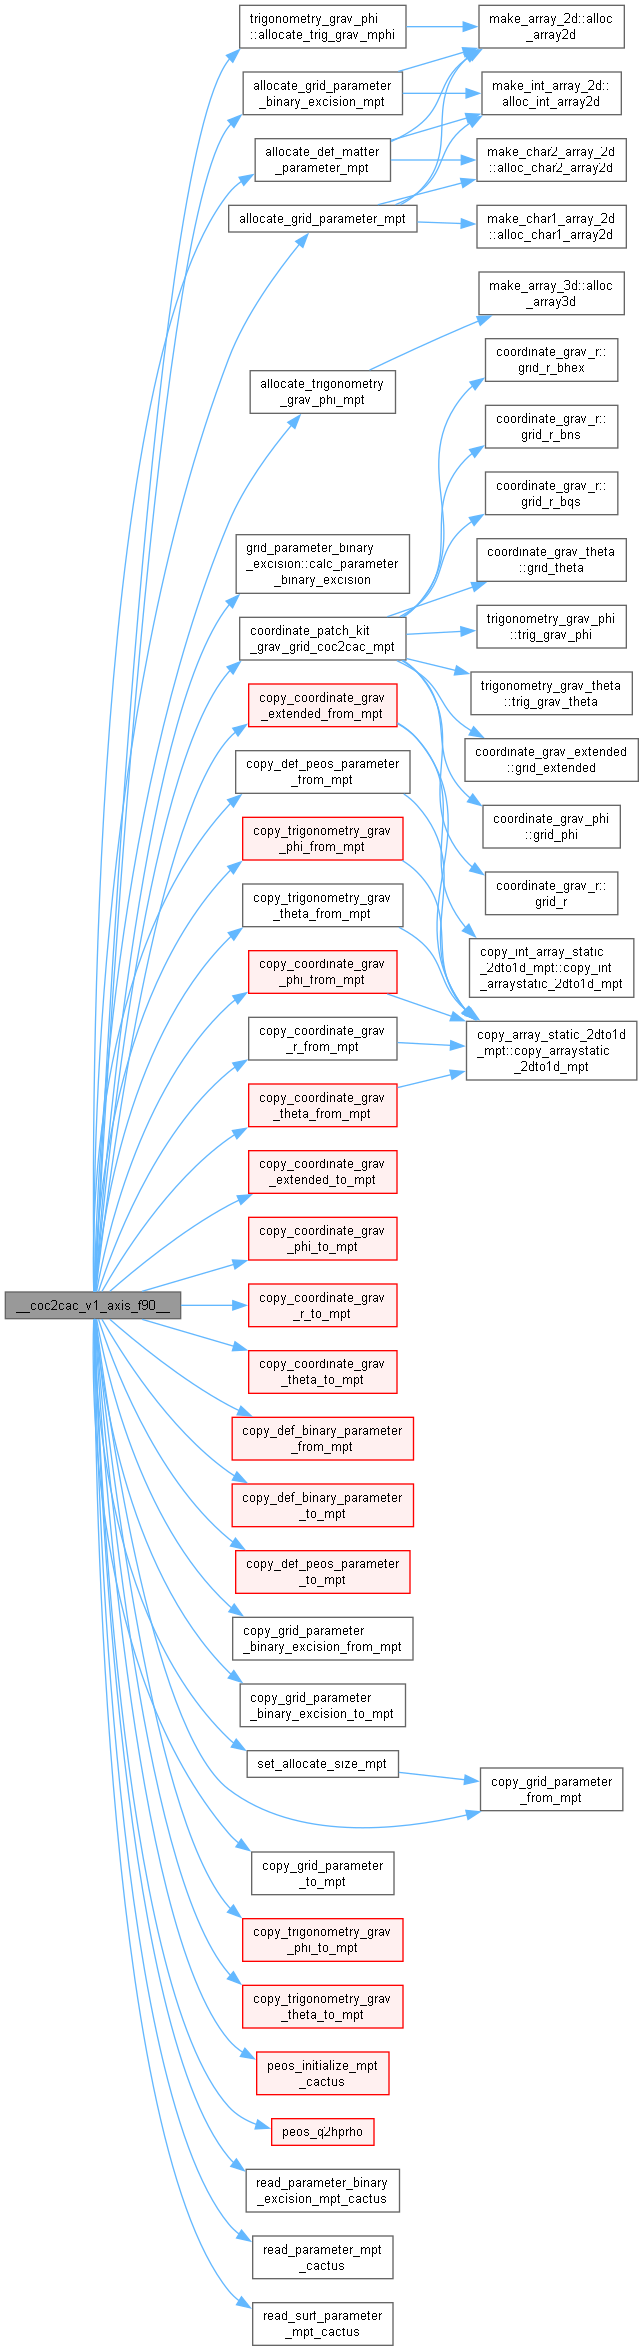 trigonometry_grav_phi
::allocate_trig_grav_mphi
make_array_2d::alloc
_array2d
allocate_grid_parameter
_binary_excision_mpt
make_int_array_2d::
alloc_int_array2d
allocate_def_matter
_parameter_mpt
make_char2_array_2d
::alloc_char2_array2d
allocate_grid_parameter_mpt
make_char1_array_2d
::alloc_char1_array2d
make_array_3d::alloc
_array3d
allocate_trigonometry
_grav_phi_mpt
coordinate_grav_r::
grid_r_bhex
coordinate_grav_r::
grid_r_bns
coordinate_grav_r::
grid_r_bqs
grid_parameter_binary
_excision::calc_parameter
_binary_excision
coordinate_grav_theta
::grid_theta
coordinate_patch_kit
_grav_grid_coc2cac_mpt
trigonometry_grav_phi
::trig_grav_phi
copy_coordinate_grav
_extended_from_mpt
trigonometry_grav_theta
::trig_grav_theta
copy_def_peos_parameter
_from_mpt
coordinate_grav_extended
::grid_extended
copy_trigonometry_grav
_phi_from_mpt
coordinate_grav_phi
::grid_phi
copy_trigonometry_grav
_theta_from_mpt
coordinate_grav_r::
grid_r
copy_coordinate_grav
_phi_from_mpt
copy_int_array_static
_2dto1d_mpt::copy_int
_arraystatic_2dto1d_mpt
copy_coordinate_grav
_r_from_mpt
copy_array_static_2dto1d
_mpt::copy_arraystatic
_2dto1d_mpt
copy_coordinate_grav
_theta_from_mpt
copy_coordinate_grav
_extended_to_mpt
copy_coordinate_grav
_phi_to_mpt
__coc2cac_v1_axis_f90__
copy_coordinate_grav
_r_to_mpt
copy_coordinate_grav
_theta_to_mpt
copy_def_binary_parameter
_from_mpt
copy_def_binary_parameter
_to_mpt
copy_def_peos_parameter
_to_mpt
copy_grid_parameter
_binary_excision_from_mpt
copy_grid_parameter
_binary_excision_to_mpt
set_allocate_size_mpt
copy_grid_parameter
_from_mpt
copy_grid_parameter
_to_mpt
copy_trigonometry_grav
_phi_to_mpt
copy_trigonometry_grav
_theta_to_mpt
peos_initialize_mpt
_cactus
peos_q2hprho
read_parameter_binary
_excision_mpt_cactus
read_parameter_mpt
_cactus
read_surf_parameter
_mpt_cactus